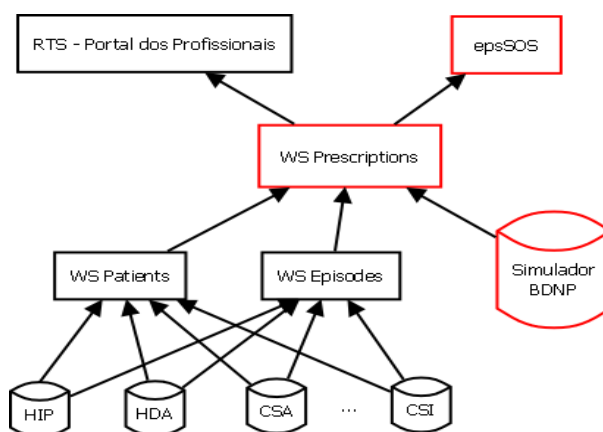 RTS - Portal dos Profissionais
epsSOS
WS Prescriptions
WS Patients
WS Episodes
Simulador
BDNP
HIP
HDA
CSA
...
CSI